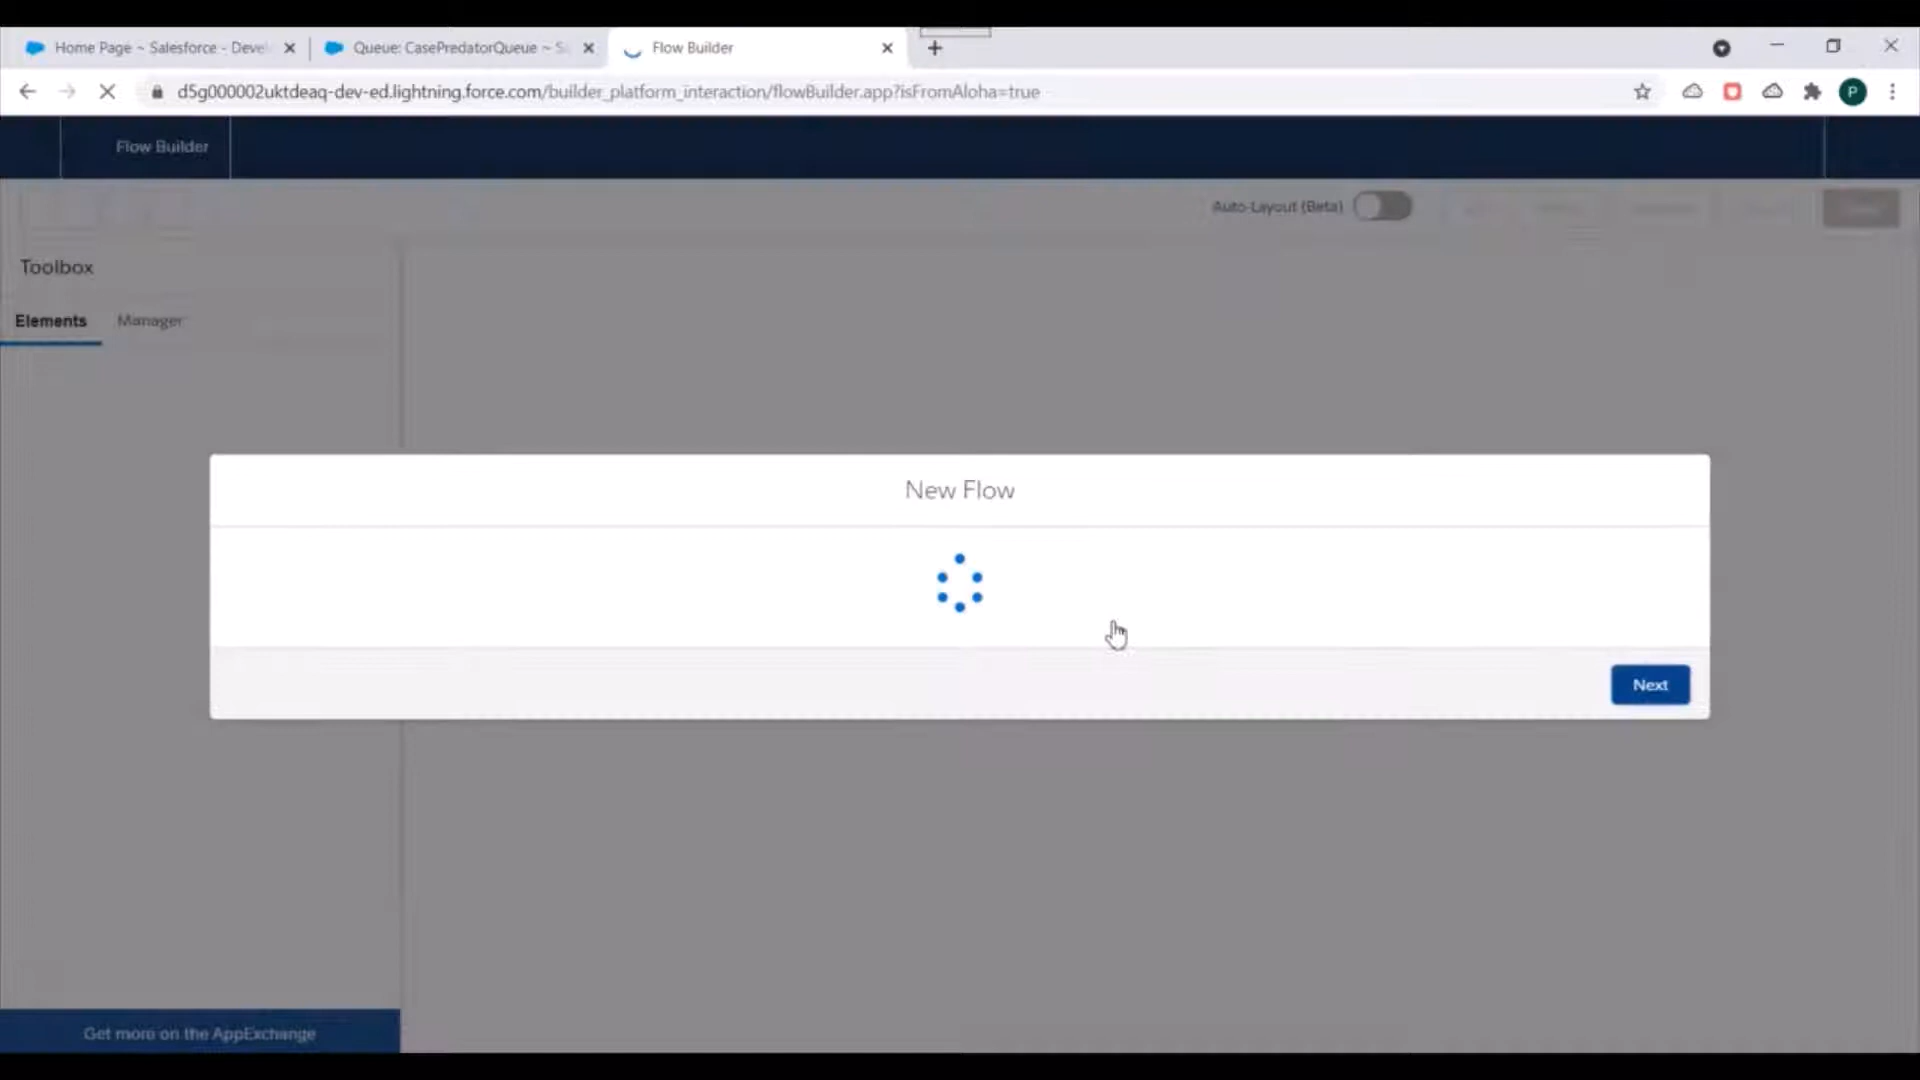 Home Page ~ Salesforce - Devel
Queue: CasePredatorQueue ~ S
Flow Builder
d5g000002uktdeaq-dev-ed.lightning.force.com/builder_platform_interaction/flowBuilder.app?isFromAloha=true
P
Flow Builder
Auto-Layout (Beta)
Toolbox
Elements
Manager
New Flow
Next
Get more on the AppExchange